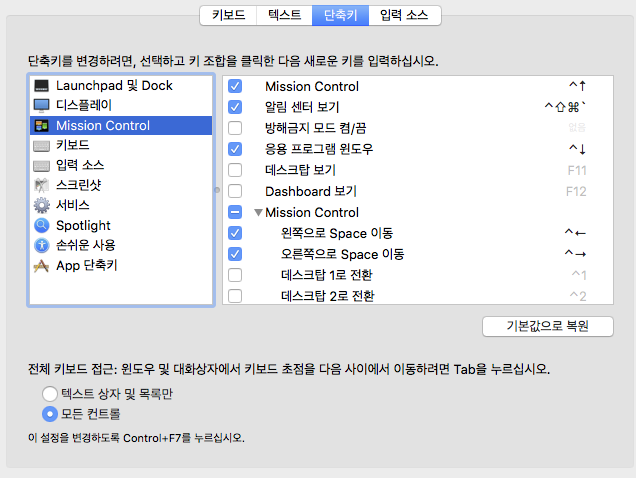 키보드 텍스트 단축키 입력 소스
단축키를 변경하려면, 선택하고 키 조합을 클릭한 다음 새로운 키를 입력하십시오.
Launchpad 및 Dock
디스플레이
Mission Control
키보드
입력 소스
스크린샷
서비스
Spotlight
손쉬운 사용
App 단축키
Mission Control ^↑
알림 센터 보기 ^⇧⌘`
방해금지 모드 켬/끔 없음
응용 프로그램 윈도우 ^↓
데스크탑 보기 F11
Dashboard 보기 F12
Mission Control
왼쪽으로 Space 이동 ^←
오른쪽으로 Space 이동 ^→
데스크탑 1로 전환 ^1
데스크탑 2로 전환 ^2
기본값으로 복원
전체 키보드 접근: 윈도우 및 대화상자에서 키보드 초점을 다음 사이에서 이동하려면 Tab을 누르십시오.
텍스트 상자 및 목록만
모든 컨트롤
이 설정을 변경하도록 Control+F7를 누르십시오.